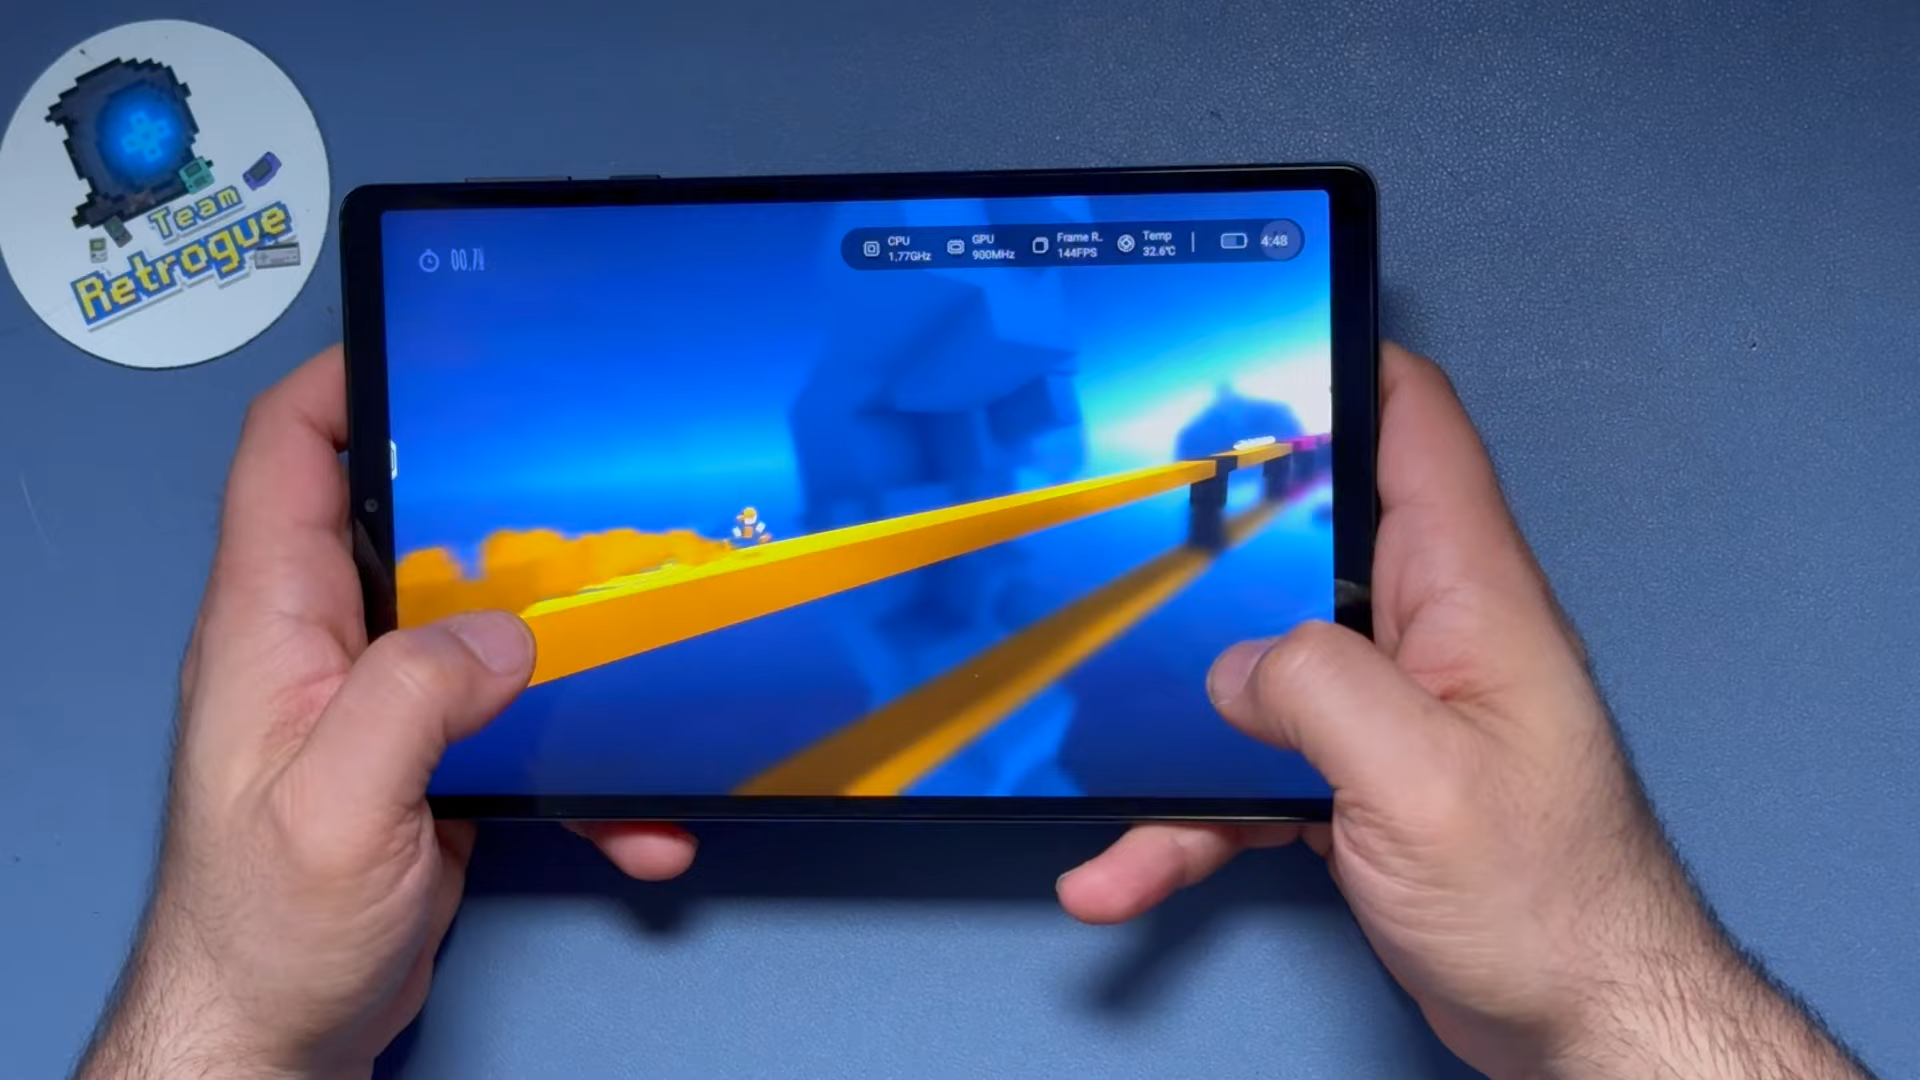 Team
Retrogue
CPU
1.77GHz
GPU
900MHz
Frame R..
144FPS
Temp
32.6°C
4:48